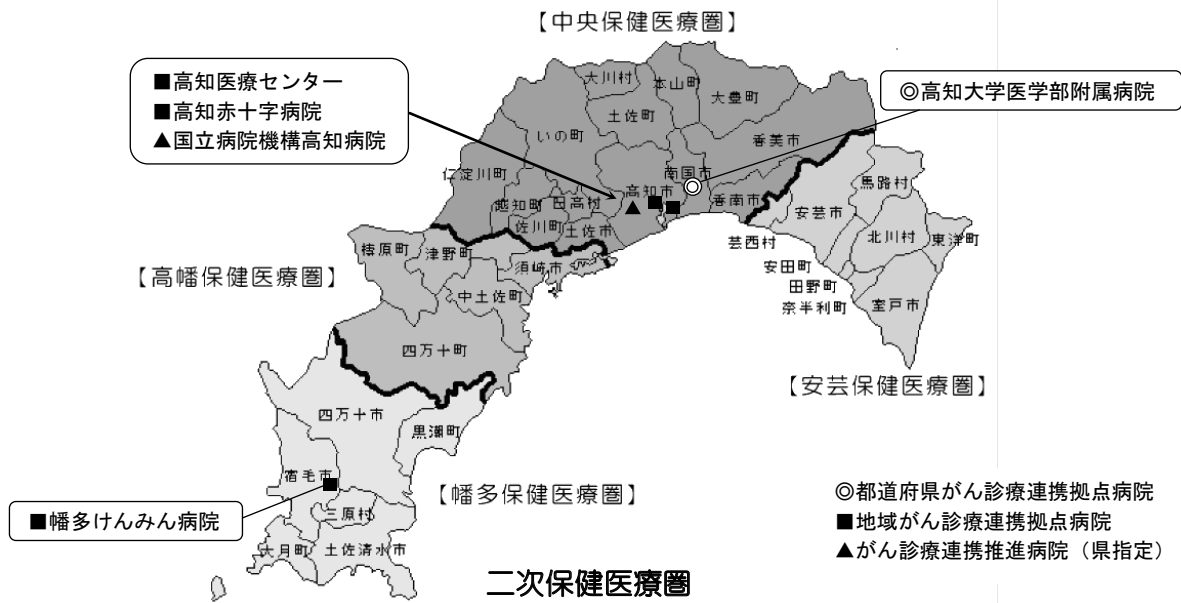 【中央保健医療圏】
■高知医療センター
■高知赤十字病院
▲国立病院機構高知病院
◎高知大学医学部附属病院
大川村
本山町
大豊町
土佐町
いの町
香美市
仁淀川町
南国市
高知市
越知町
日高村
香南市
佐川町
土佐市
馬路村
安芸市
北川村
東洋町
芸西村
安田町
田野町
奈半利町
室戸市
【安芸保健医療圏】
梼原町
津野町
須崎市
【高幡保健医療圏】
中土佐町
四万十町
四万十市
黒潮町
宿毛市
【幡多保健医療圏】
■幡多けんみん病院
三原村
大月町
土佐清水市
◎都道府県がん診療連携拠点病院
■地域がん診療連携拠点病院
▲がん診療連携推進病院（県指定）
二次保健医療圏